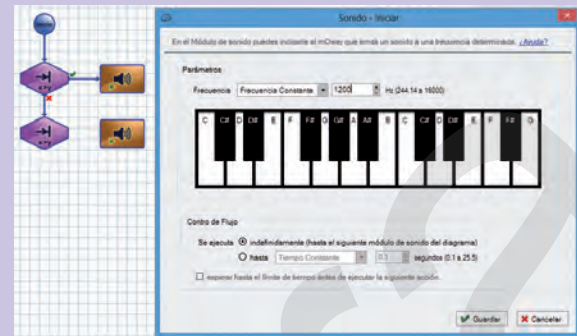 Sonido - Iniciar
En el Módulo de sonido puedes indicarle al mOway que emita un sonido a una frecuencia determinada. ¿Ayuda?
Parámetros
Frecuencia Frecuencia Constante 1200 Hz (244.14 a 16000)
C C# D D# E F F# G G# A A# B C C# D D# E F F# G
Contro de Flujo
Se ejecuta indefinidamente (hasta el siguiente módulo de sonido del diagrama)
hasta Tiempo Constante 0.1 segundos (0.1 a 25.5)
esperar hasta el límite de tiempo antes de ejecutar la siguiente acción.
Guardar Cancelar